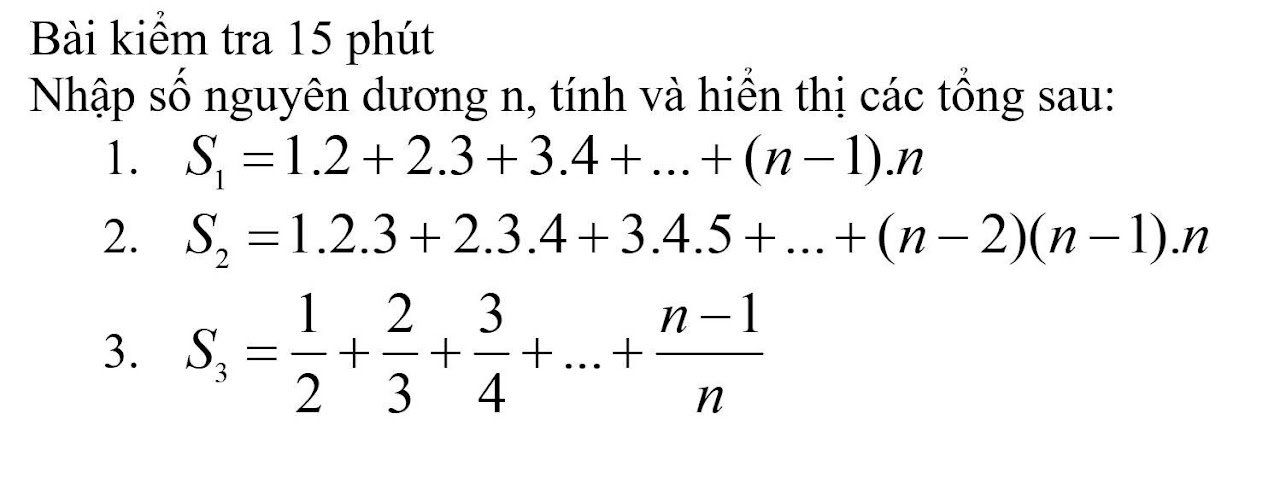 Bài kiểm tra 15 phút
Nhập số nguyên dương n, tính và hiển thị các tổng sau:
1. S₁ = 1.2 + 2.3 + 3.4 + ... + (n − 1).n
2. S₂ = 1.2.3 + 2.3.4 + 3.4.5 + ... + (n − 2)(n − 1).n
3. S₃ = 1/2 + 2/3 + 3/4 + ... + (n − 1)/n